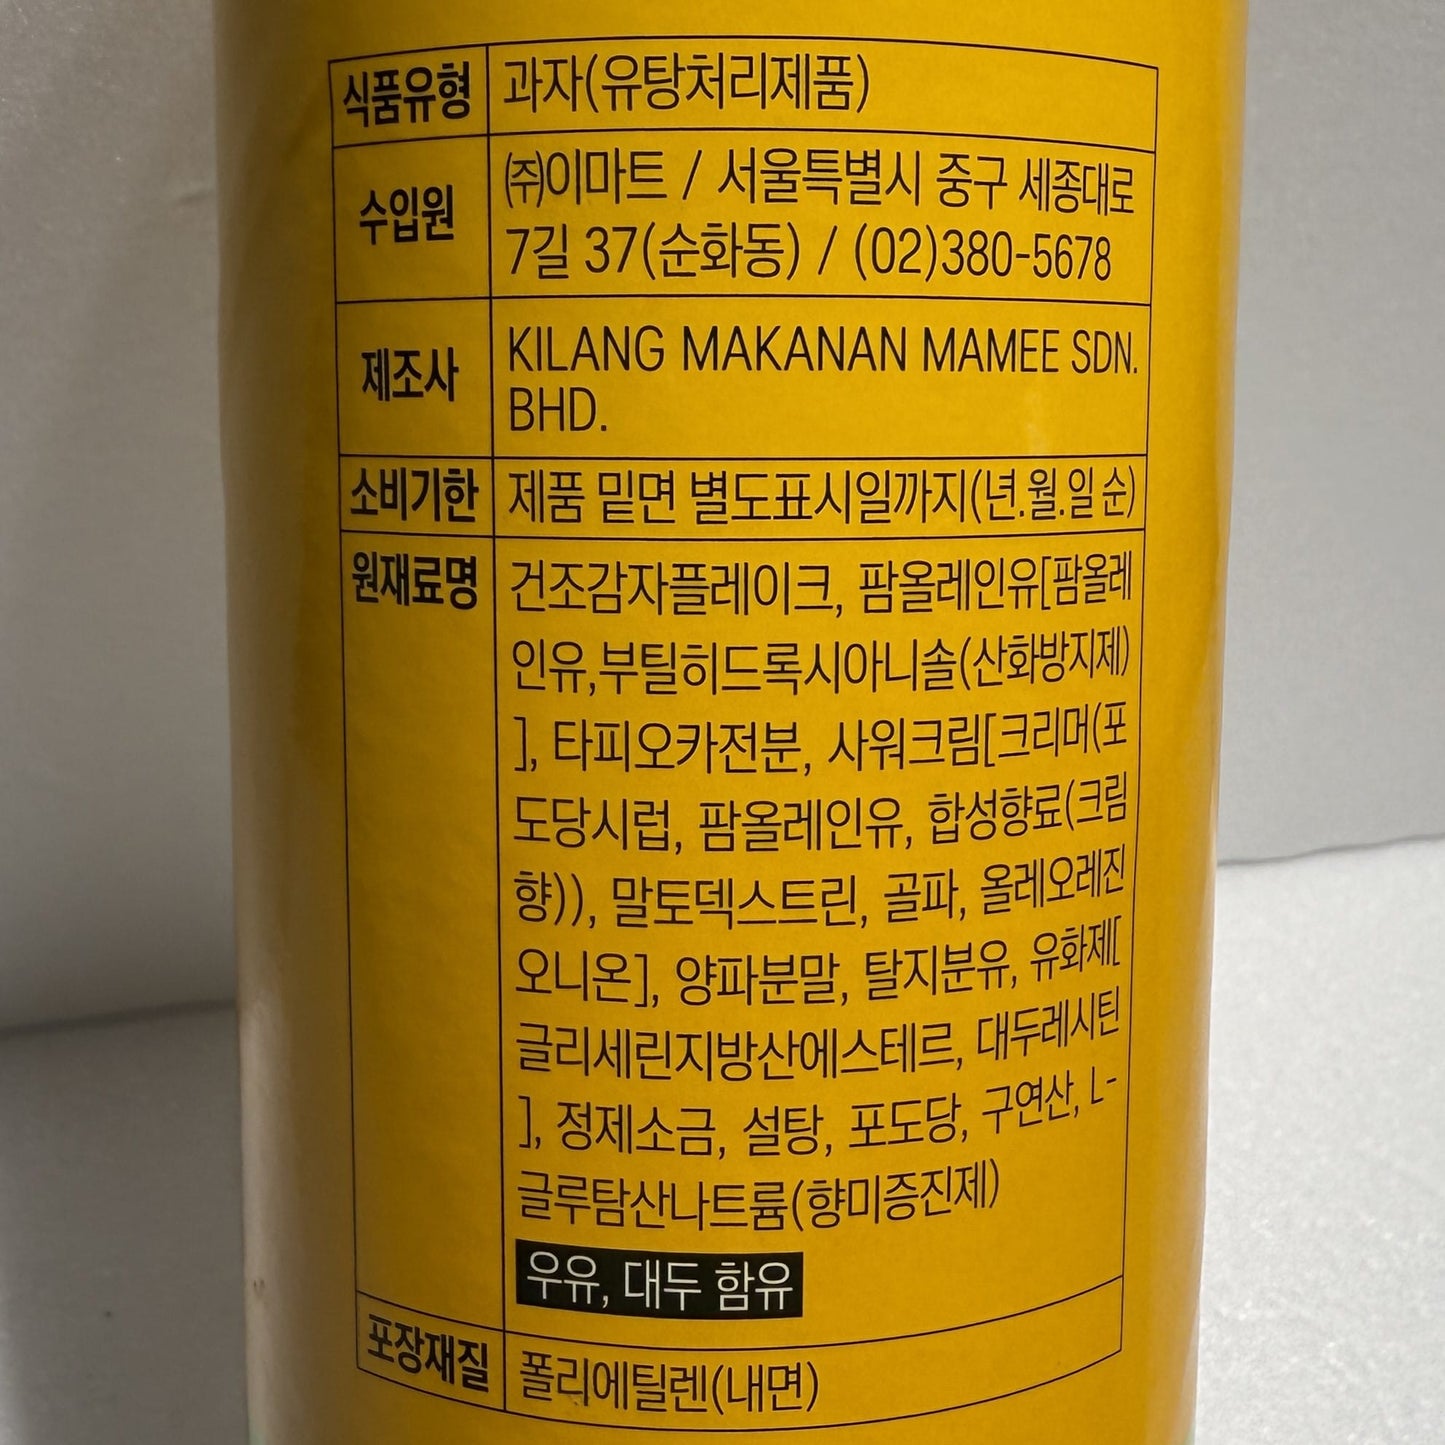 식품유형 과자(유탕처리제품)
수입원 ㈜이마트 / 서울특별시 중구 세종대로
7길 37(순화동) / (02)380-5678
제조사 KILANG MAKANAN MAMEE SDN.
BHD.
소비기한 제품 밑면 별도표시일까지(년.월.일 순)
원재료명 건조감자플레이크, 팜올레인유[팜올레
인유,부틸히드록시아니솔(산화방지제)
], 타피오카전분, 사워크림[크리머(포
도당시럽, 팜올레인유, 합성향료(크림
향)), 말토덱스트린, 골파, 올레오레진
오니온], 양파분말, 탈지분유, 유화제[
글리세린지방산에스테르, 대두레시틴
], 정제소금, 설탕, 포도당, 구연산, L-
글루탐산나트륨(향미증진제)
우유, 대두 함유
포장재질 폴리에틸렌(내면)